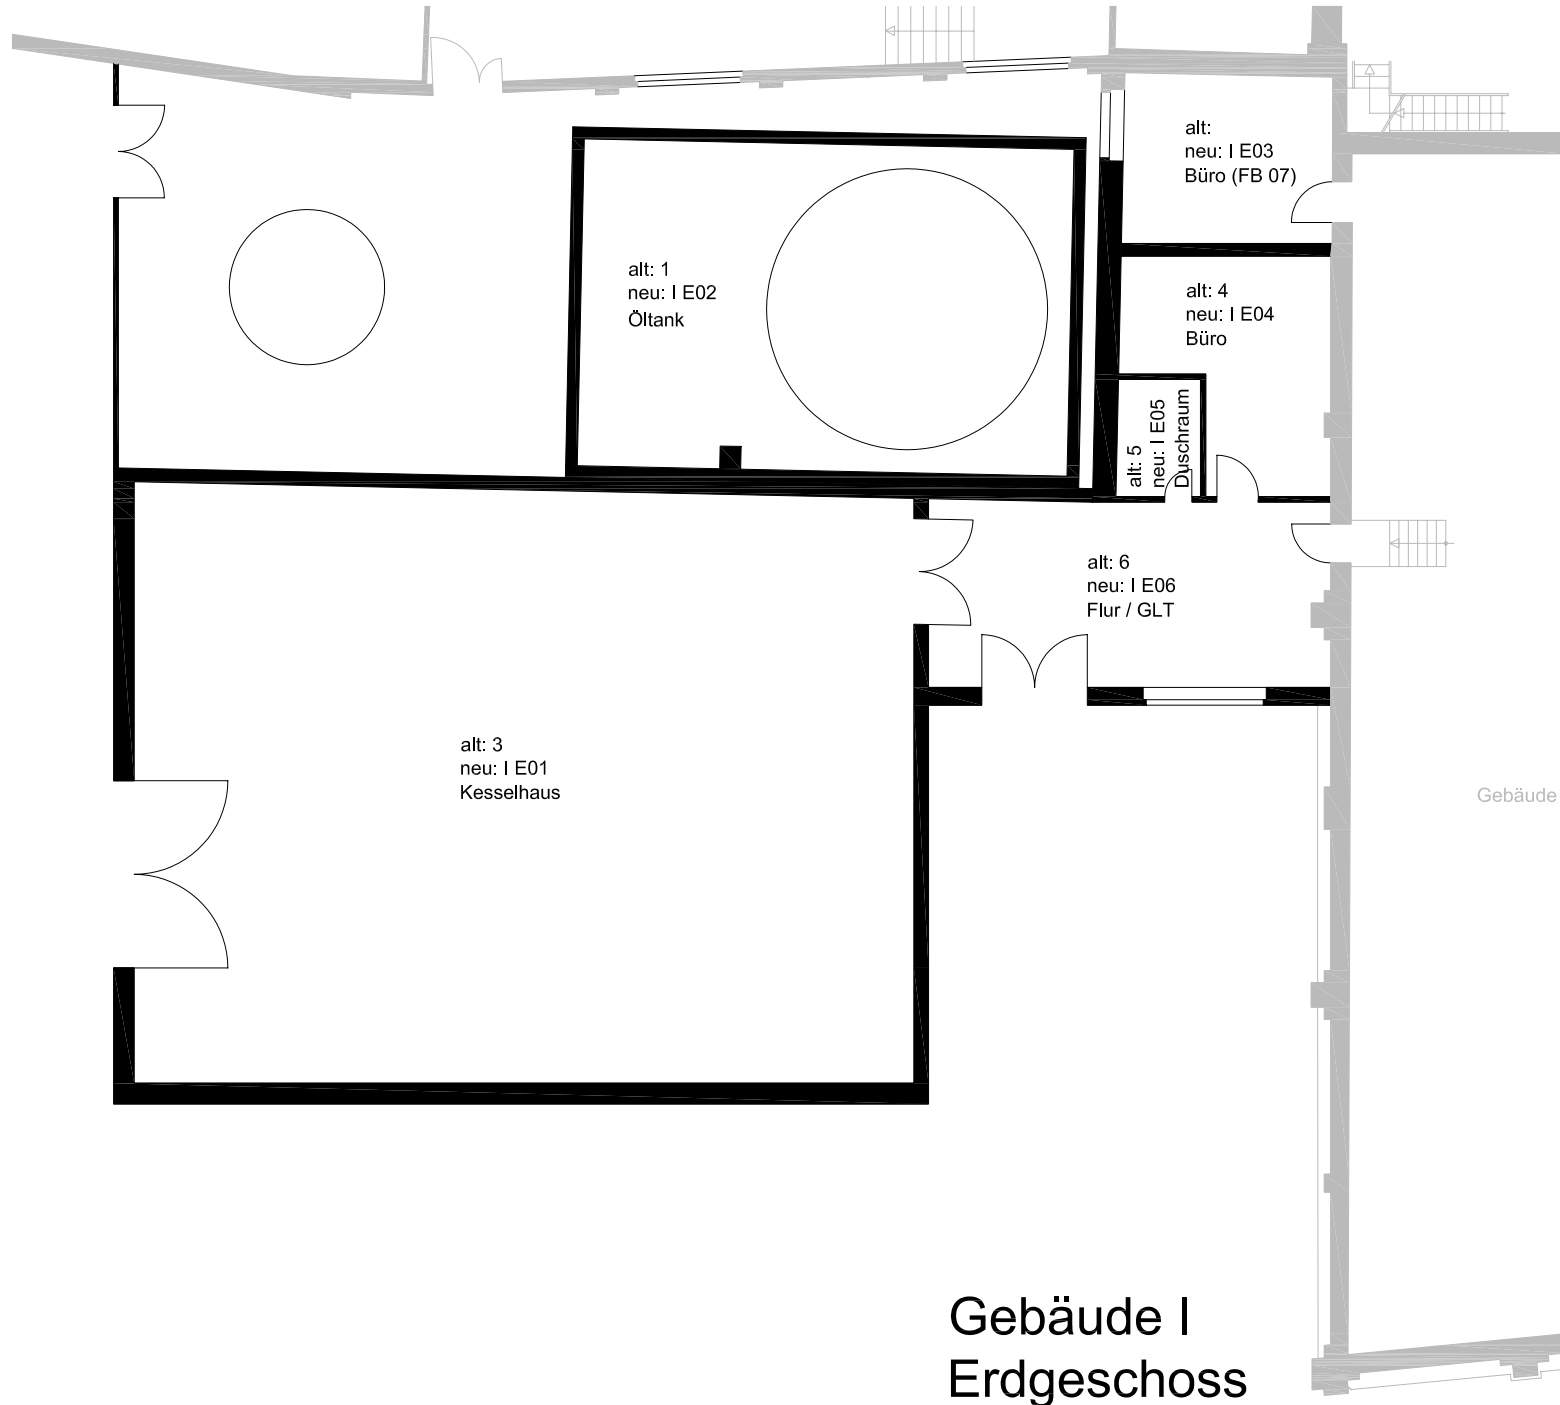 alt:
neu: I E03
Büro (FB 07)
alt: 1
neu: I E02
Öltank
alt: 4
neu: I E04
Büro
alt: 5
neu: I E05
Duschraum
alt: 6
neu: I E06
Flur / GLT
alt: 3
neu: I E01
Kesselhaus
Gebäude
Gebäude I
Erdgeschoss